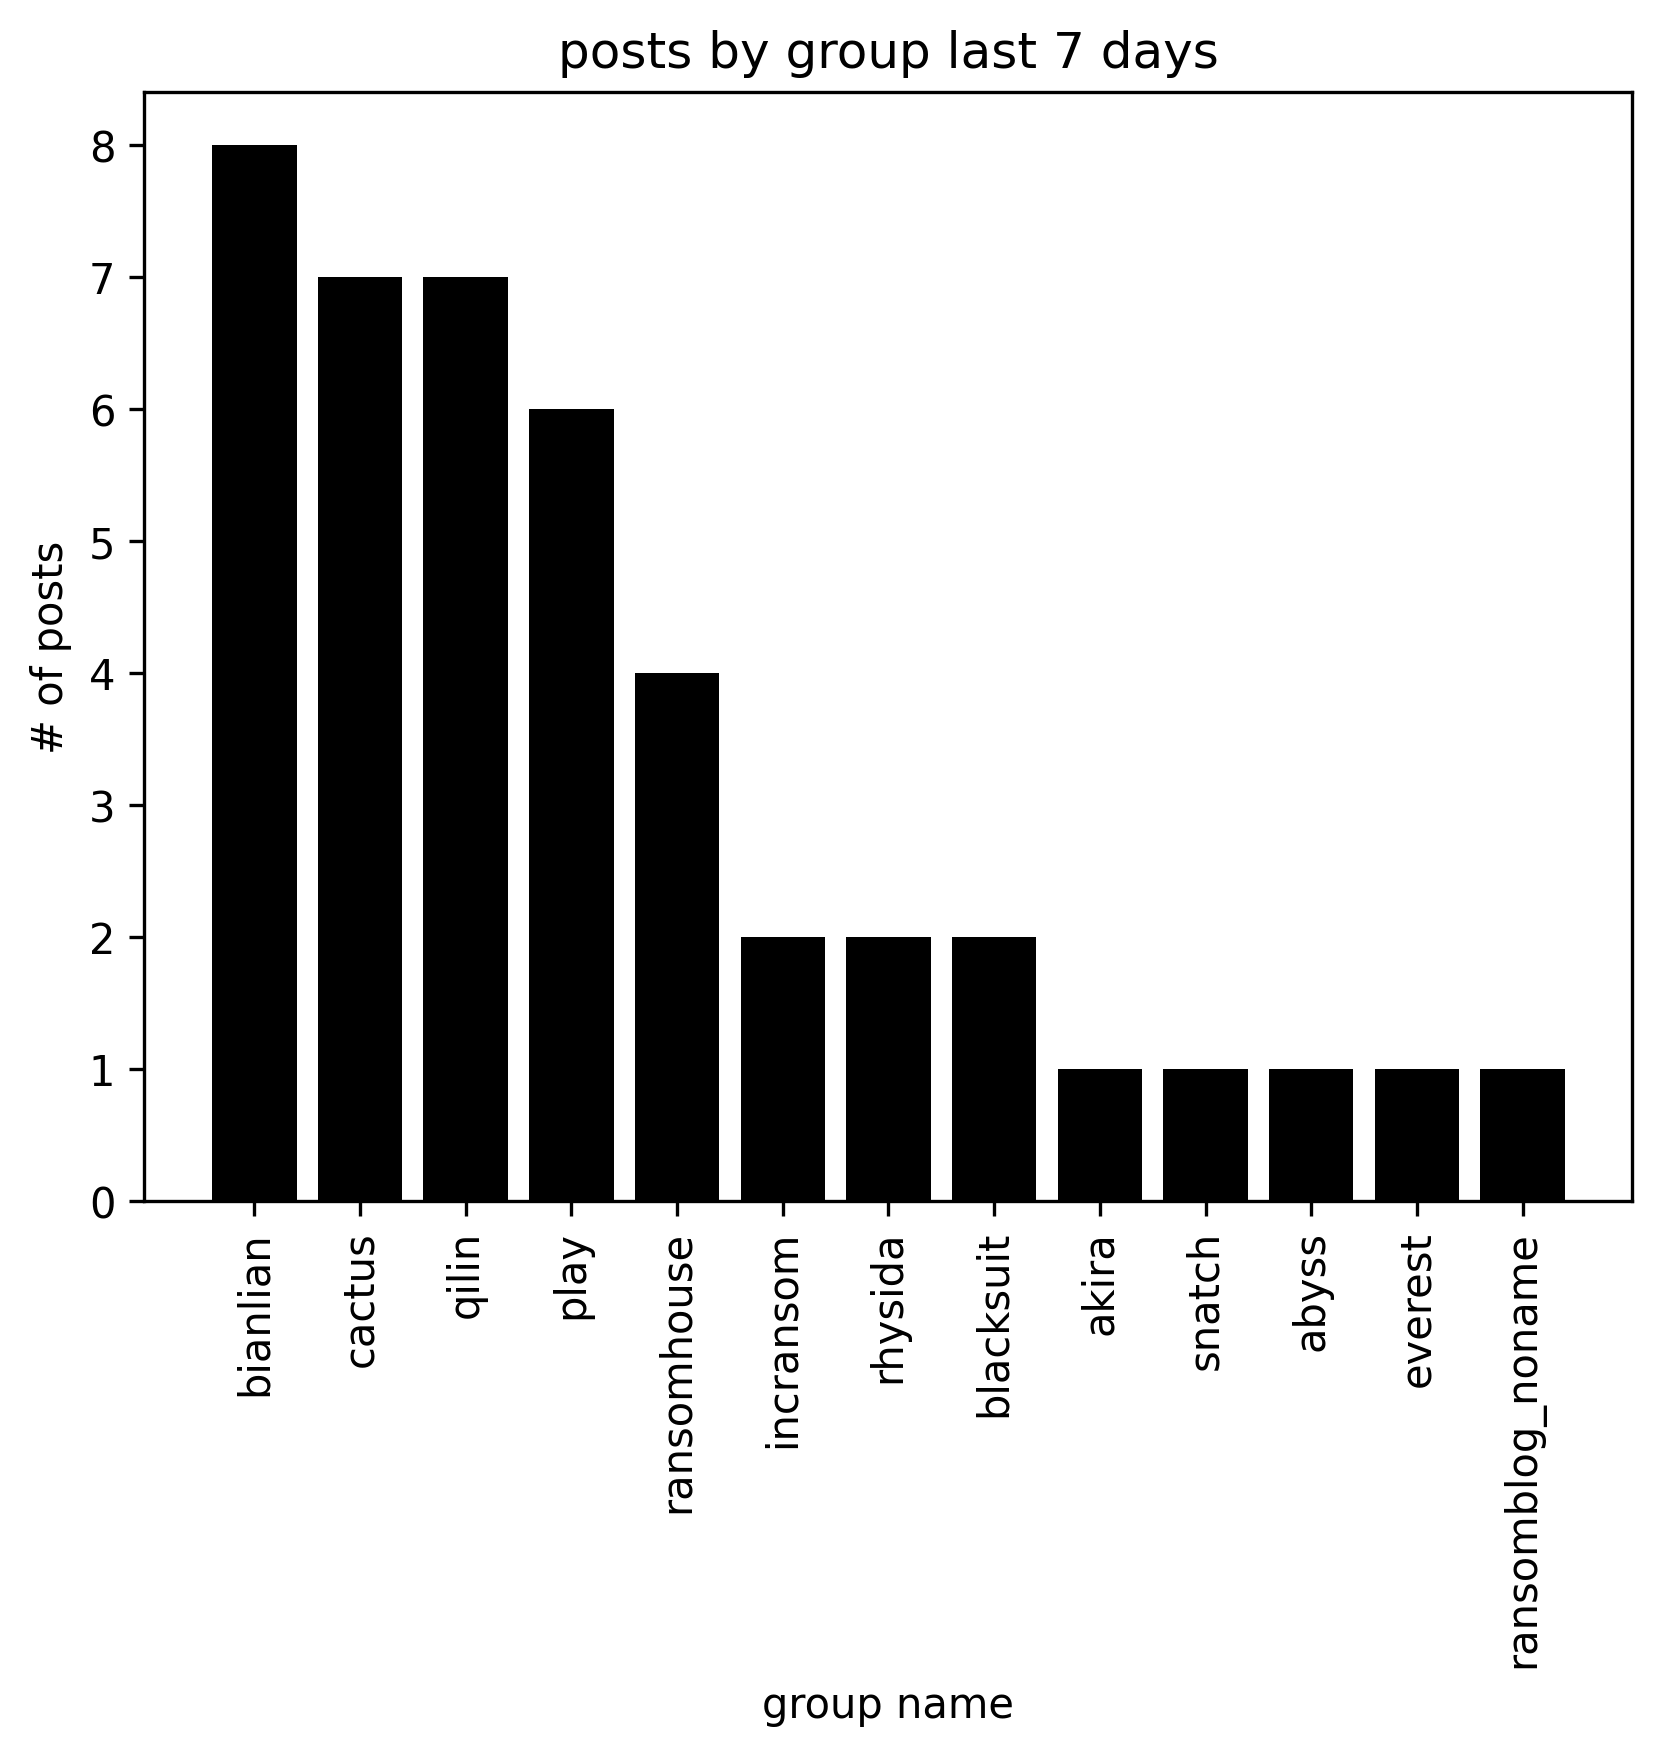 posts by group last 7 days
# of posts
8
7
6
5
4
3
2
1
0
bianlian
cactus
qilin
play
ransomhouse
incransom
rhysida
blacksuit
akira
snatch
abyss
everest
ransomblog_noname
group name